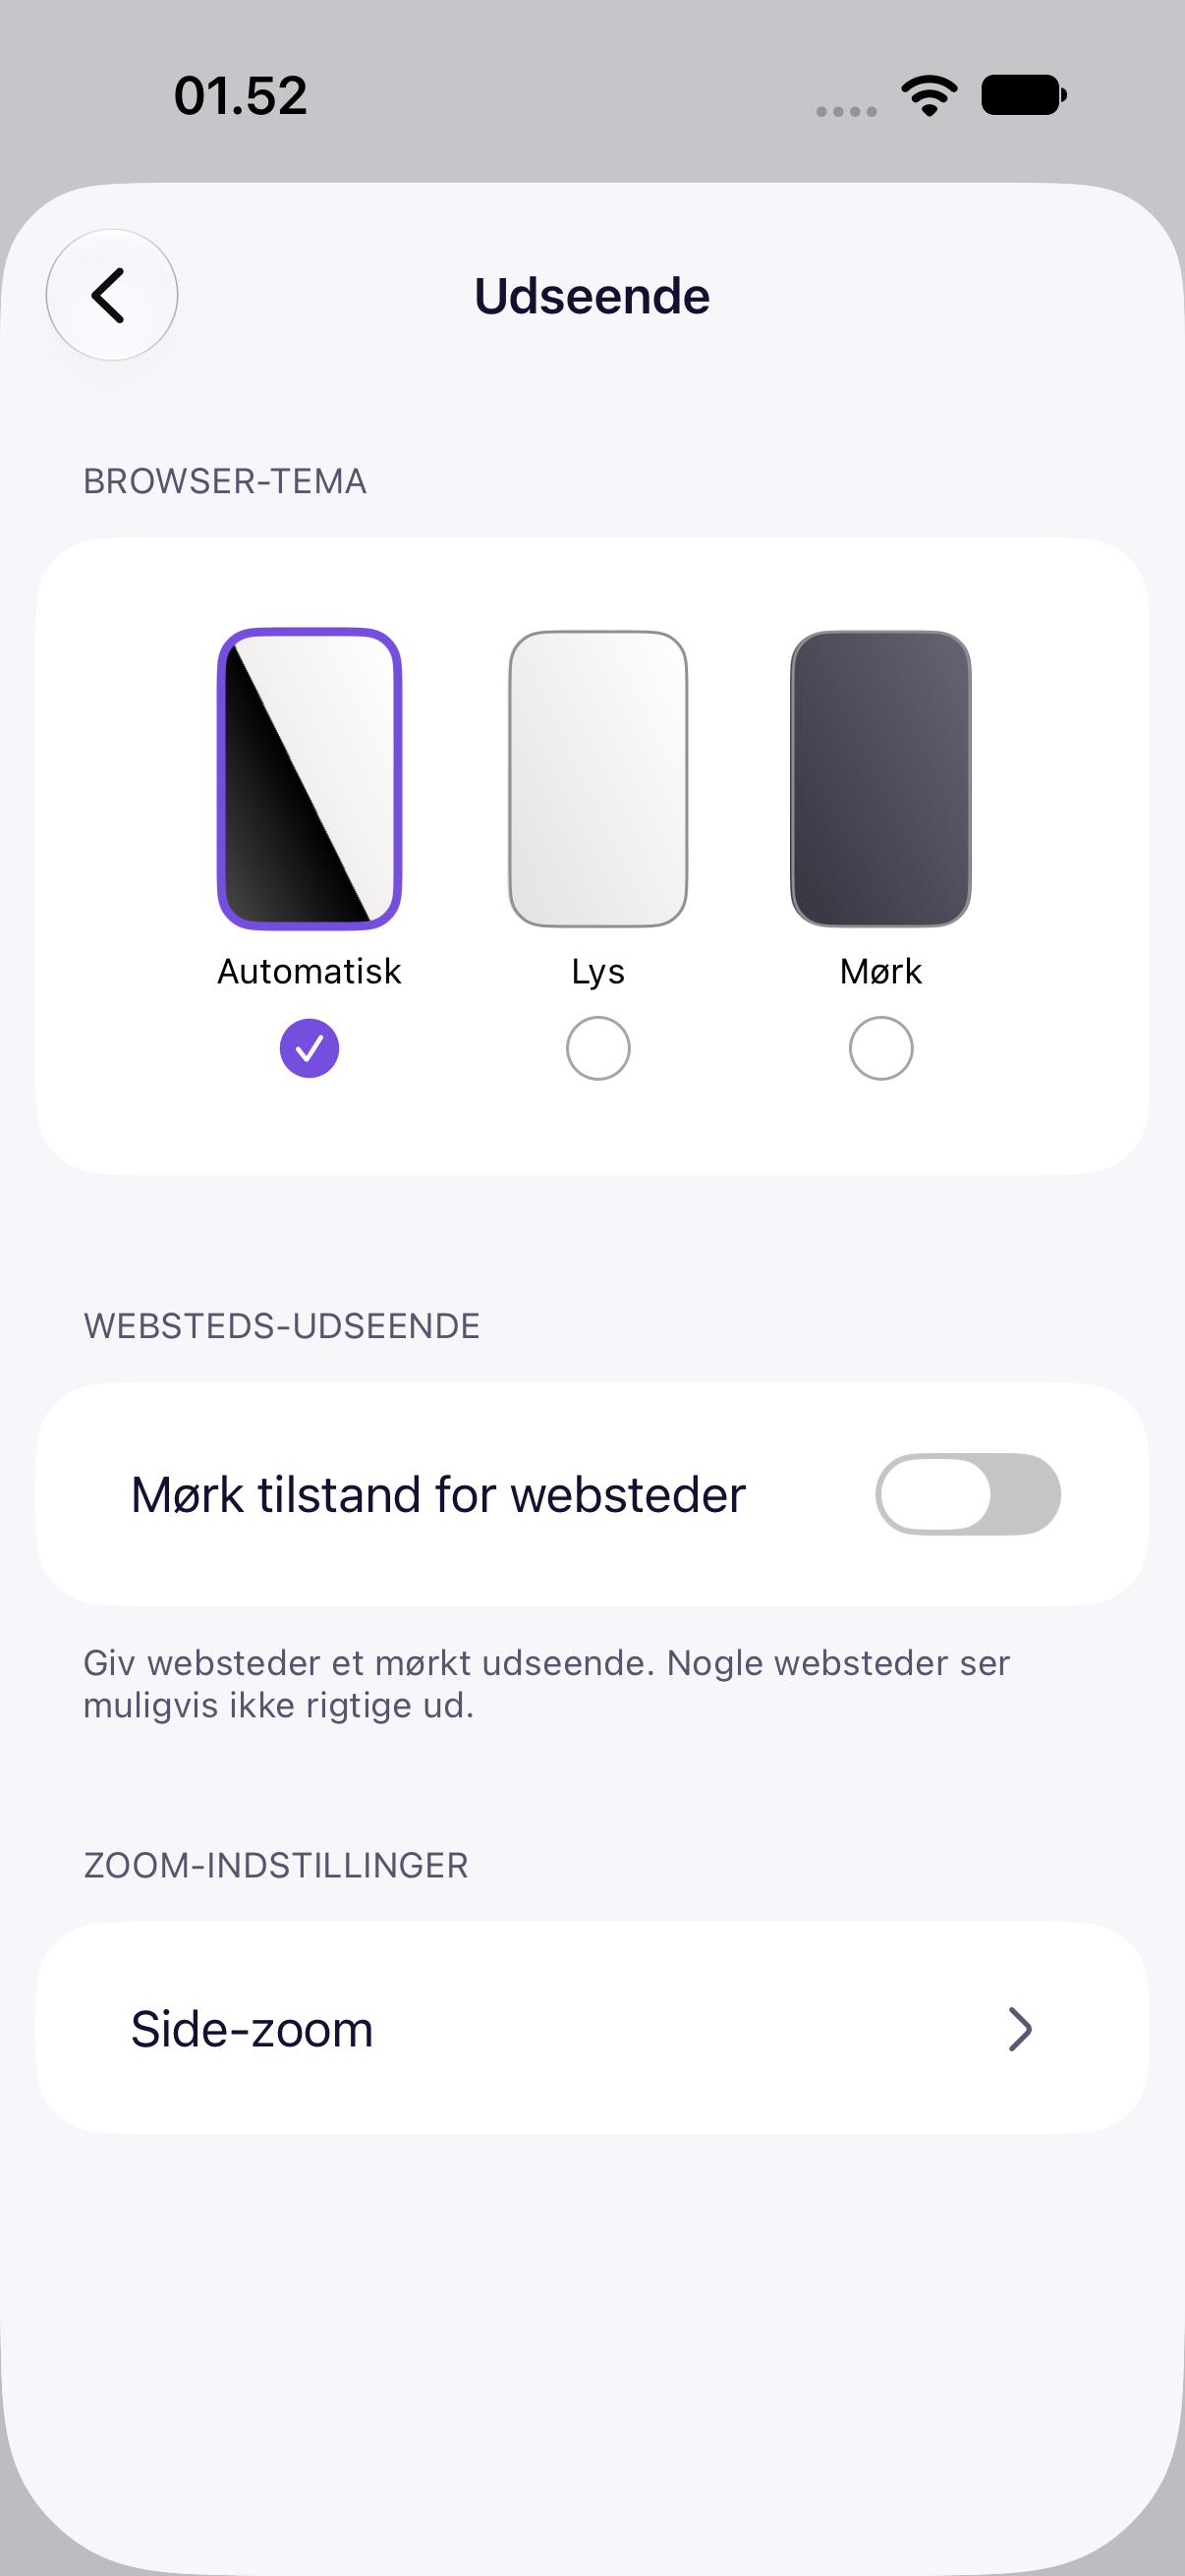 01.52
Udseende
BROWSER-TEMA
Automatisk
Lys
Mørk
WEBSTEDS-UDSEENDE
Mørk tilstand for websteder
Giv websteder et mørkt udseende. Nogle websteder ser
muligvis ikke rigtige ud.
ZOOM-INDSTILLINGER
Side-zoom